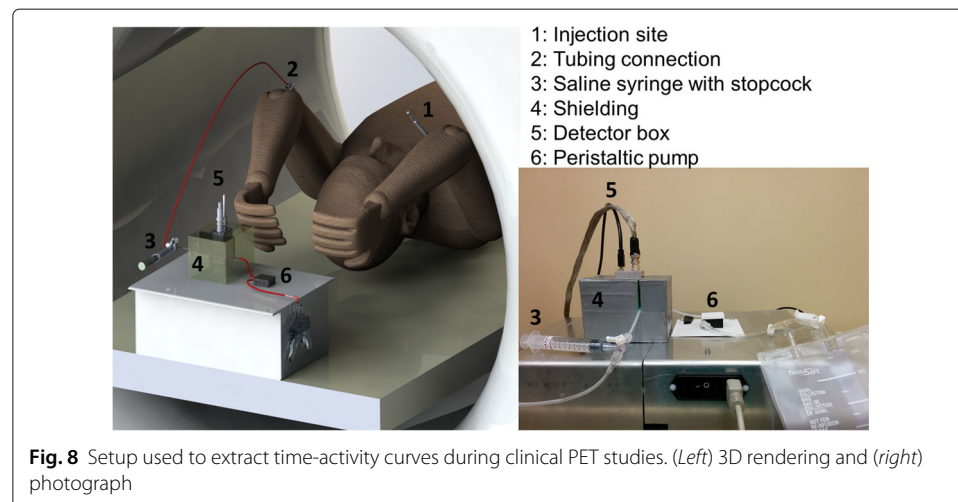 1: Injection site
2: Tubing connection
3: Saline syringe with stopcock
4: Shielding
5: Detector box
6: Peristaltic pump
2
1
5
3
4
6
5
4
6
3
Fig. 8 Setup used to extract time-activity curves during clinical PET studies. (Left) 3D rendering and (right)
photograph